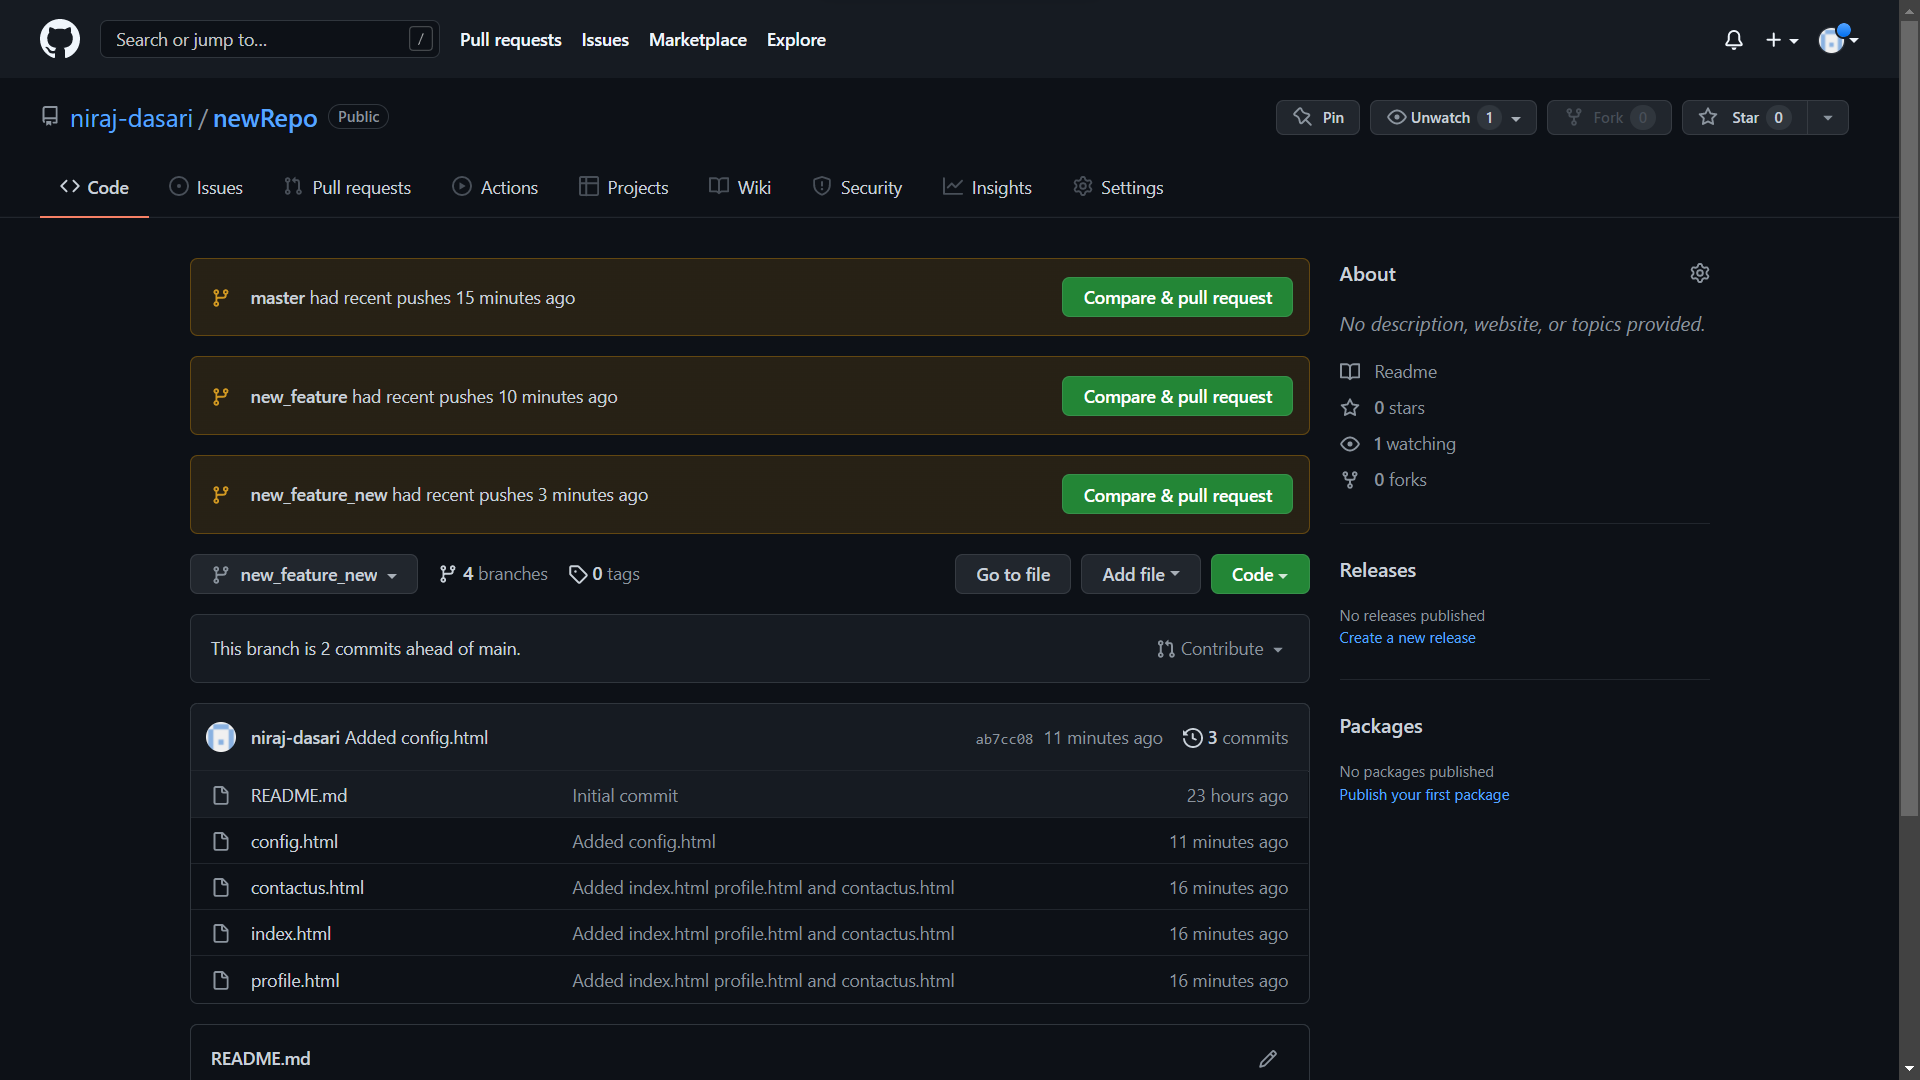 Search or jump to... /
Pull requests Issues Marketplace Explore
niraj-dasari / newRepo Public
Pin Unwatch 1 Fork 0 Star 0
Code Issues Pull requests Actions Projects Wiki Security Insights Settings
master had recent pushes 15 minutes ago Compare & pull request
new_feature had recent pushes 10 minutes ago Compare & pull request
new_feature_new had recent pushes 3 minutes ago Compare & pull request
new_feature_new 4 branches 0 tags Go to file Add file Code
This branch is 2 commits ahead of main. Contribute
niraj-dasari Added config.html ab7cc08 11 minutes ago 3 commits
README.md Initial commit 23 hours ago
config.html Added config.html 11 minutes ago
contactus.html Added index.html profile.html and contactus.html 16 minutes ago
index.html Added index.html profile.html and contactus.html 16 minutes ago
profile.html Added index.html profile.html and contactus.html 16 minutes ago
README.md
About
No description, website, or topics provided.
Readme
0 stars
1 watching
0 forks
Releases
No releases published
Create a new release
Packages
No packages published
Publish your first package